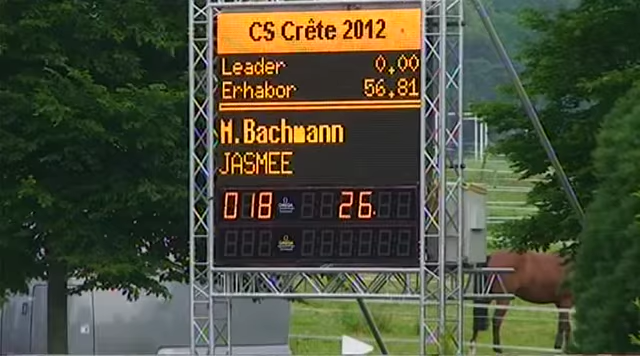 CS Crête 2012
Leader 0,00
Erhabor 56,81
M.Bachmann
JASMEE
018 26.